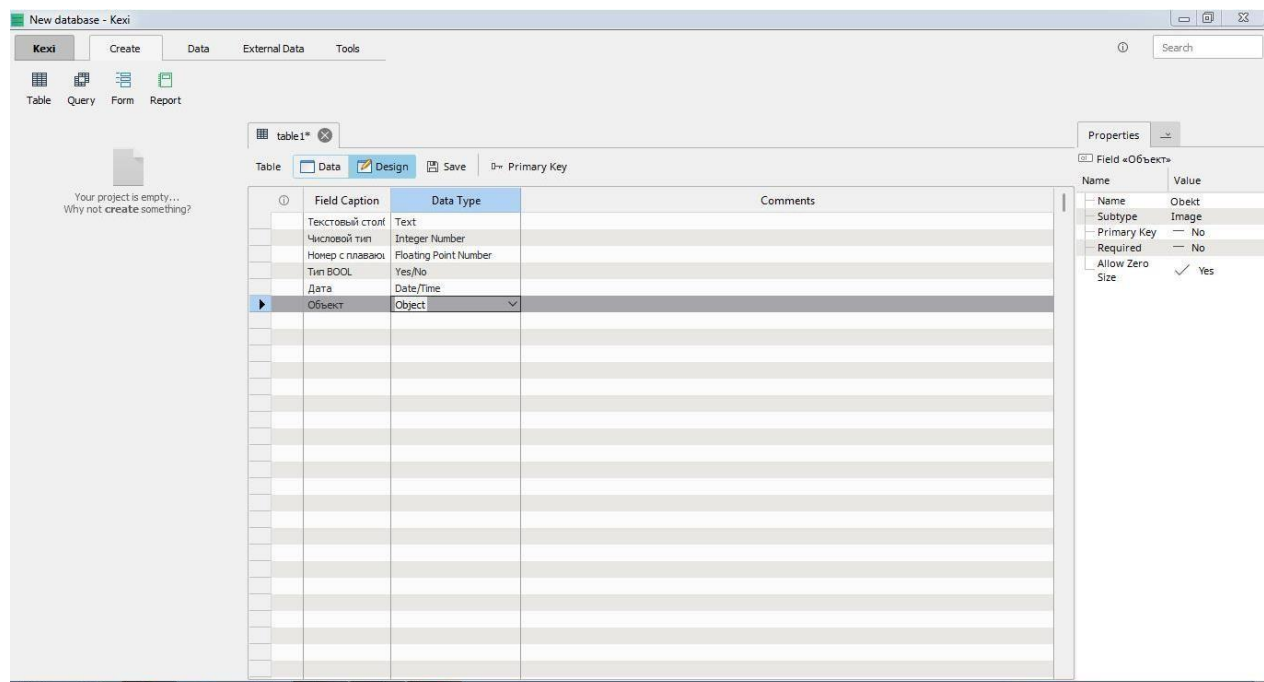 New database - Kexi
Kexi Create Data External Data Tools Search
Table Query Form Report
table1*
Table Data Design Save Primary Key
Your project is empty...
Why not create something?
Field Caption Data Type Comments
Текстовый столб Text
Числовой тип Integer Number
Номер с плавающ Floating Point Number
Тип BOOL Yes/No
Дата Date/Time
Объект Object
Properties
Field «Объект»
Name Value
Name Obekt
Subtype Image
Primary Key No
Required No
Allow Zero Size Yes